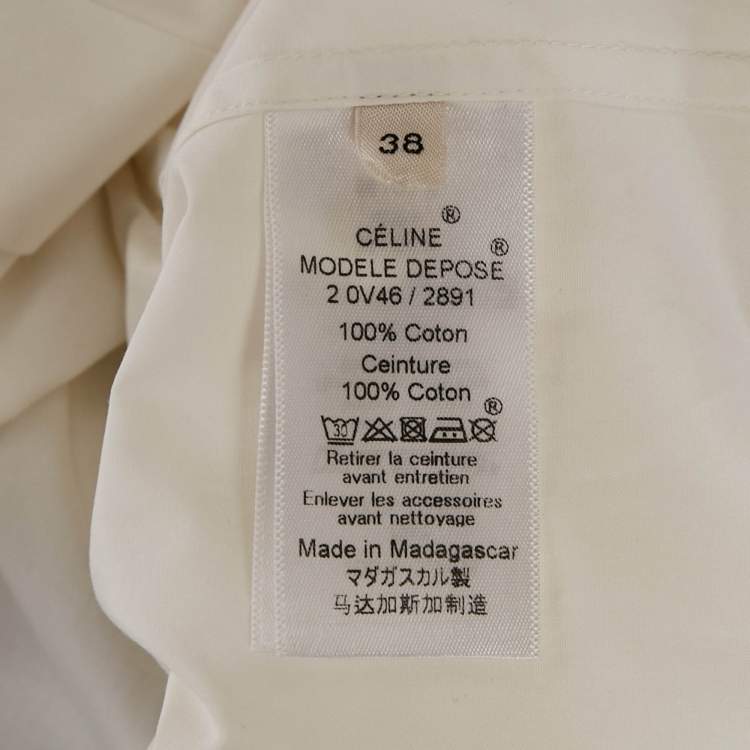 38
CÉLINE®
MODELE DEPOSE®
2 0V46 / 2891
100% Coton
Ceinture
100% Coton
30 ®
Retirer la ceinture
avant entretien
Enlever les accessoires
avant nettoyage
Made in Madagascar
マダガスカル製
马达加斯加制造